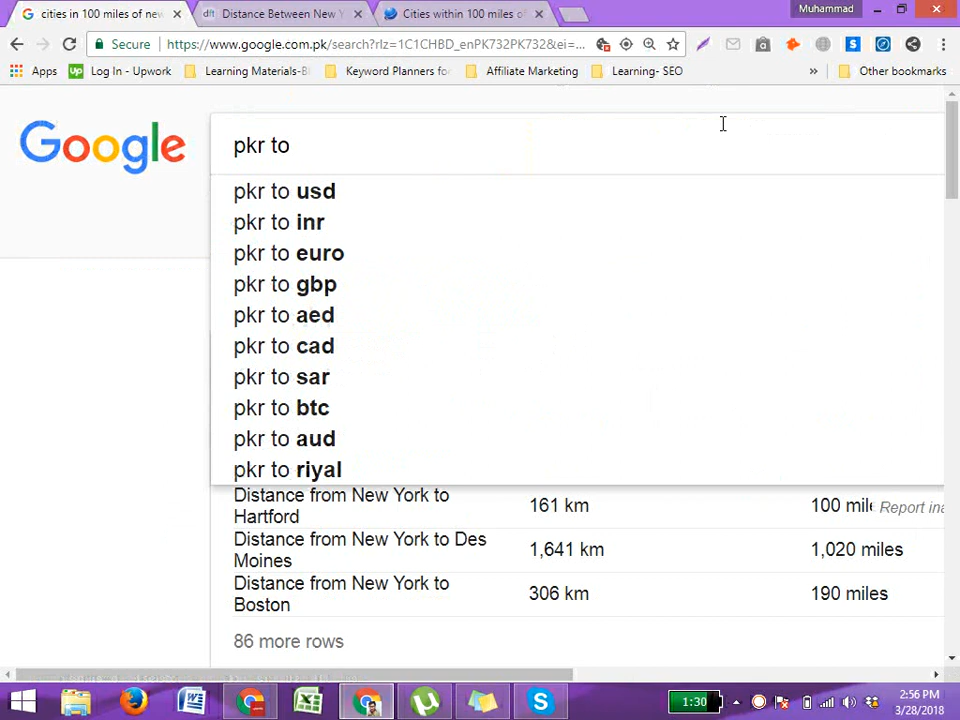 cities in 100 miles of new
Distance Between New Y
Cities within 100 miles of
Muhammad
Secure
https://www.google.com.pk/search?rlz=1C1CHBD_enPK732PK732&ei=...
Apps
Up Log In - Upwork
Learning Materials-Bl
Keyword Planners for
Affiliate Marketing
Learning- SEO
»
Other bookmarks
Google
pkr to
pkr to usd
pkr to inr
pkr to euro
pkr to gbp
pkr to aed
pkr to cad
pkr to sar
pkr to btc
pkr to aud
pkr to riyal
Distance from New York to
Hartford
161 km
100 mile
Report ina
Distance from New York to Des
Moines
1,641 km
1,020 miles
Distance from New York to
Boston
306 km
190 miles
86 more rows
1:30
2:56 PM
3/28/2018